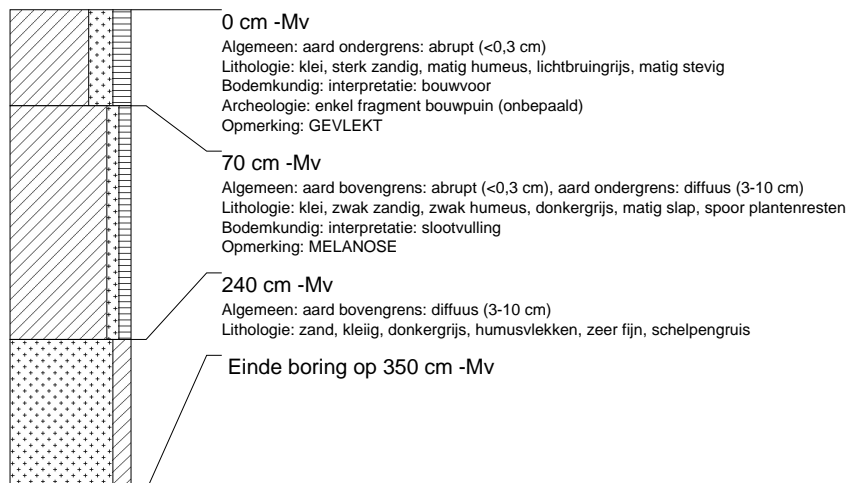 0 cm -Mv
Algemeen: aard ondergrens: abrupt (<0,3 cm)
Lithologie: klei, sterk zandig, matig humeus, lichtbruingrijs, matig stevig
Bodemkundig: interpretatie: bouwvoor
Archeologie: enkel fragment bouwpuin (onbepaald)
Opmerking: GEVLEKT
70 cm -Mv
Algemeen: aard bovengrens: abrupt (<0,3 cm), aard ondergrens: diffuus (3-10 cm)
Lithologie: klei, zwak zandig, zwak humeus, donkergrijs, matig slap, spoor plantenresten
Bodemkundig: interpretatie: slootvulling
Opmerking: MELANOSE
240 cm -Mv
Algemeen: aard bovengrens: diffuus (3-10 cm)
Lithologie: zand, kleiig, donkergrijs, humusvlekken, zeer fijn, schelpengruis
Einde boring op 350 cm -Mv